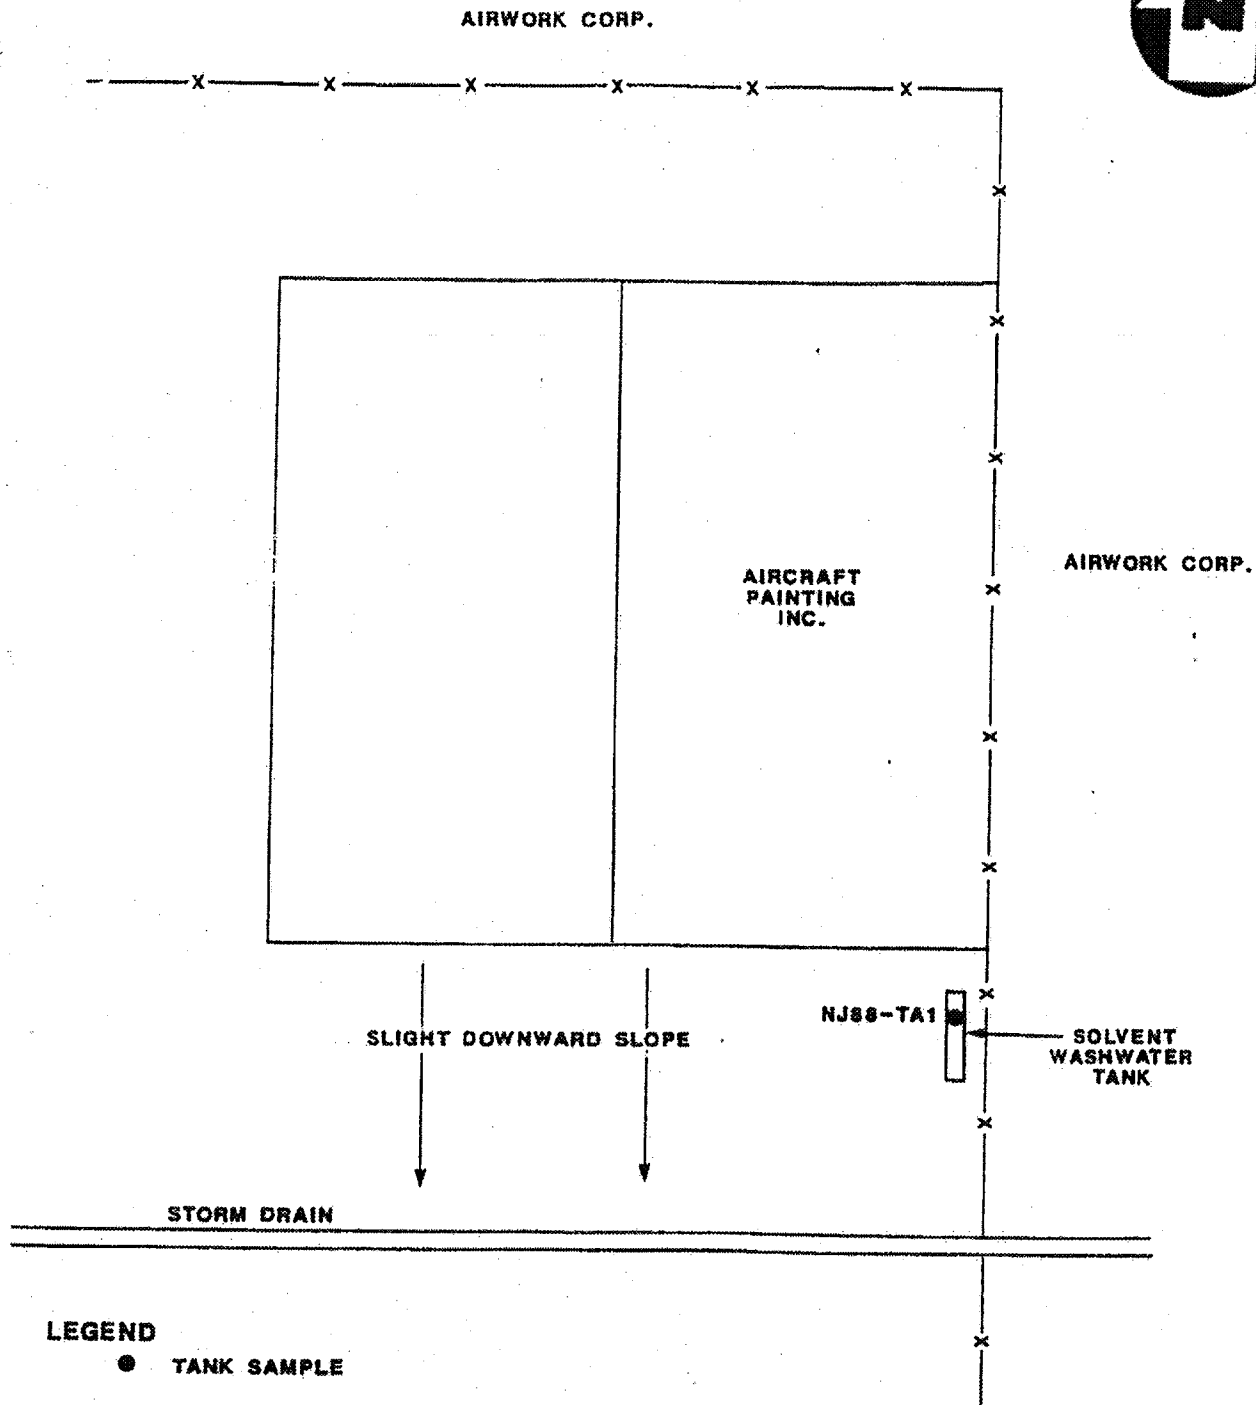 AIRWORK CORP.
N
AIRCRAFT
PAINTING
INC.
AIRWORK CORP.
NJ88-TA1
SLIGHT DOWNWARD SLOPE
SOLVENT
WASHWATER
TANK
STORM DRAIN
LEGEND
TANK SAMPLE